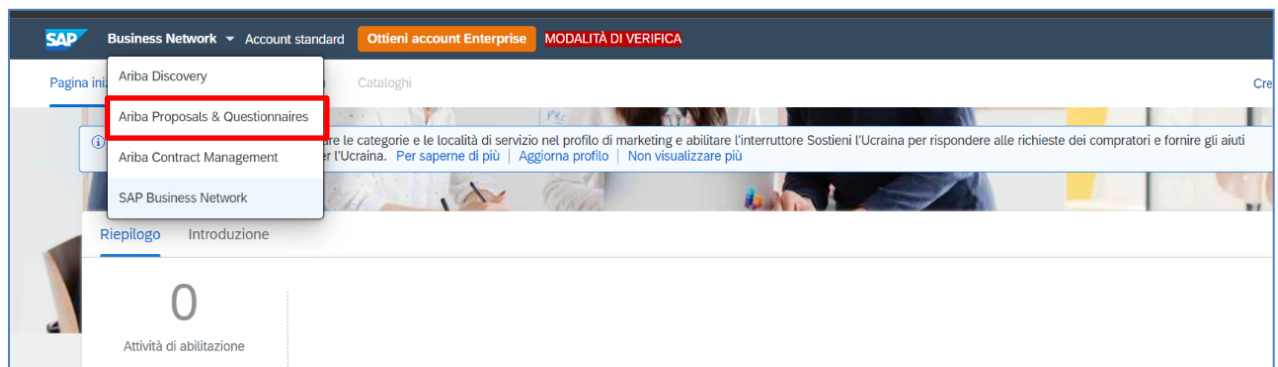 SAP Business Network Account standard Ottieni account Enterprise MODALITÀ DI VERIFICA
Pagina ini Cataloghi Cre
Ariba Discovery
Ariba Proposals & Questionnaires
Ariba Contract Management
SAP Business Network
are le categorie e le località di servizio nel profilo di marketing e abilitare l'interruttore Sostieni l'Ucraina per rispondere alle richieste dei compratori e fornire gli aiuti
er l'Ucraina. Per saperne di più | Aggiorna profilo | Non visualizzare più
Riepilogo Introduzione
0
Attività di abilitazione